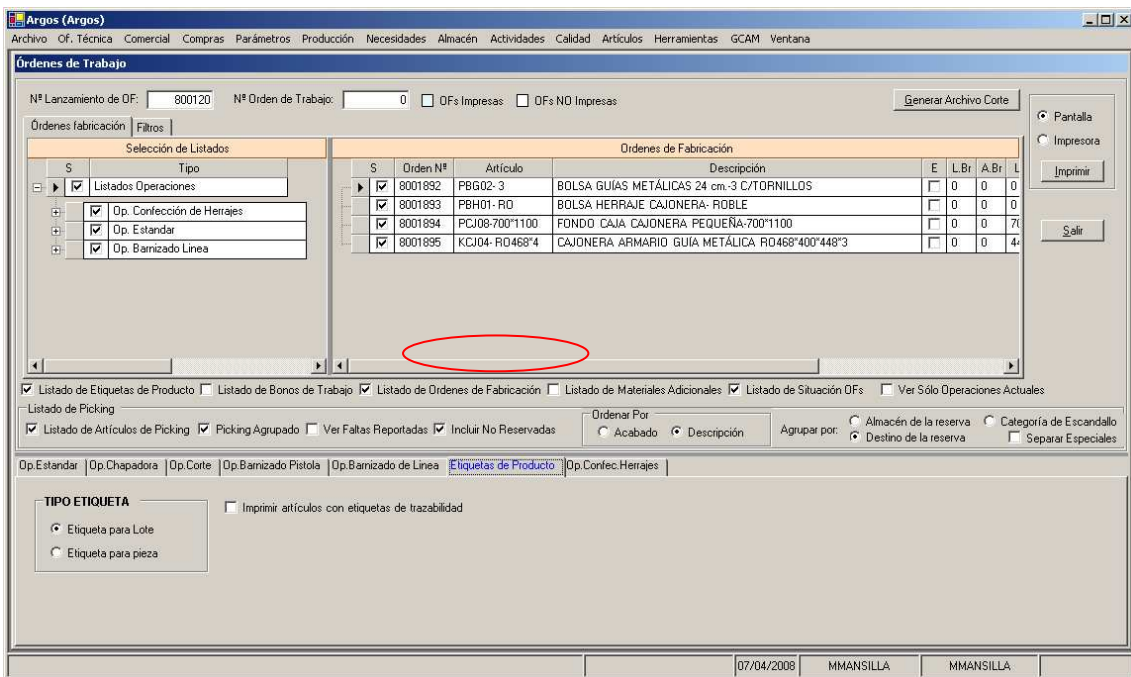 Argos (Argos)
Archivo Of. Técnica Comercial Compras Parámetros Producción Necesidades Almacén Actividades Calidad Artículos Herramientas GCAM Ventana
Órdenes de Trabajo
Nª Lanzamiento de OF: 800120 Nª Orden de Trabajo: 0 OFs Impresas OFs NO Impresas Generar Archivo Corte
Pantalla
Impresora
Imprimir
Salir
Órdenes fabricación Filtros
Selección de Listados
S Tipo
Listados Operaciones
Op. Confección de Herrajes
Op. Estandar
Op. Barnizado Linea
Ordenes de Fabricación
S Orden Nª Artículo Descripción E L.Br A.Br L
8001892 PBG02- 3 BOLSA GUÍAS METÁLICAS 24 cm.-3 C/TORNILLOS 0 0 0
8001893 PBH01- RO BOLSA HERRAJE CAJONERA- ROBLE 0 0 0
8001894 PCJ08-700*1100 FONDO CAJA CAJONERA PEQUEÑA-700*1100 0 0 70
8001895 KCJ04- RO468*4 CAJONERA ARMARIO GUÍA METÁLICA RO468*400*448*3 0 0 44
Listado de Etiquetas de Producto Listado de Bonos de Trabajo Listado de Ordenes de Fabricación Listado de Materiales Adicionales Listado de Situación OFs Ver Sólo Operaciones Actuales
Listado de Picking
Listado de Artículos de Picking Picking Agrupado Ver Faltas Reportadas Incluir No Reservadas
Ordenar Por
Acabado Descripción
Agrupar por: Almacén de la reserva Categoría de Escandallo
Destino de la reserva Separar Especiales
Op.Estandar Op.Chapadora Op.Corte Op.Barnizado Pistola Op.Barnizado de Linea Etiquetas de Producto Op.Confec.Herrajes
TIPO ETIQUETA
Etiqueta para Lote
Etiqueta para pieza
Imprimir artículos con etiquetas de trazabilidad
07/04/2008 MMANSILLA MMANSILLA